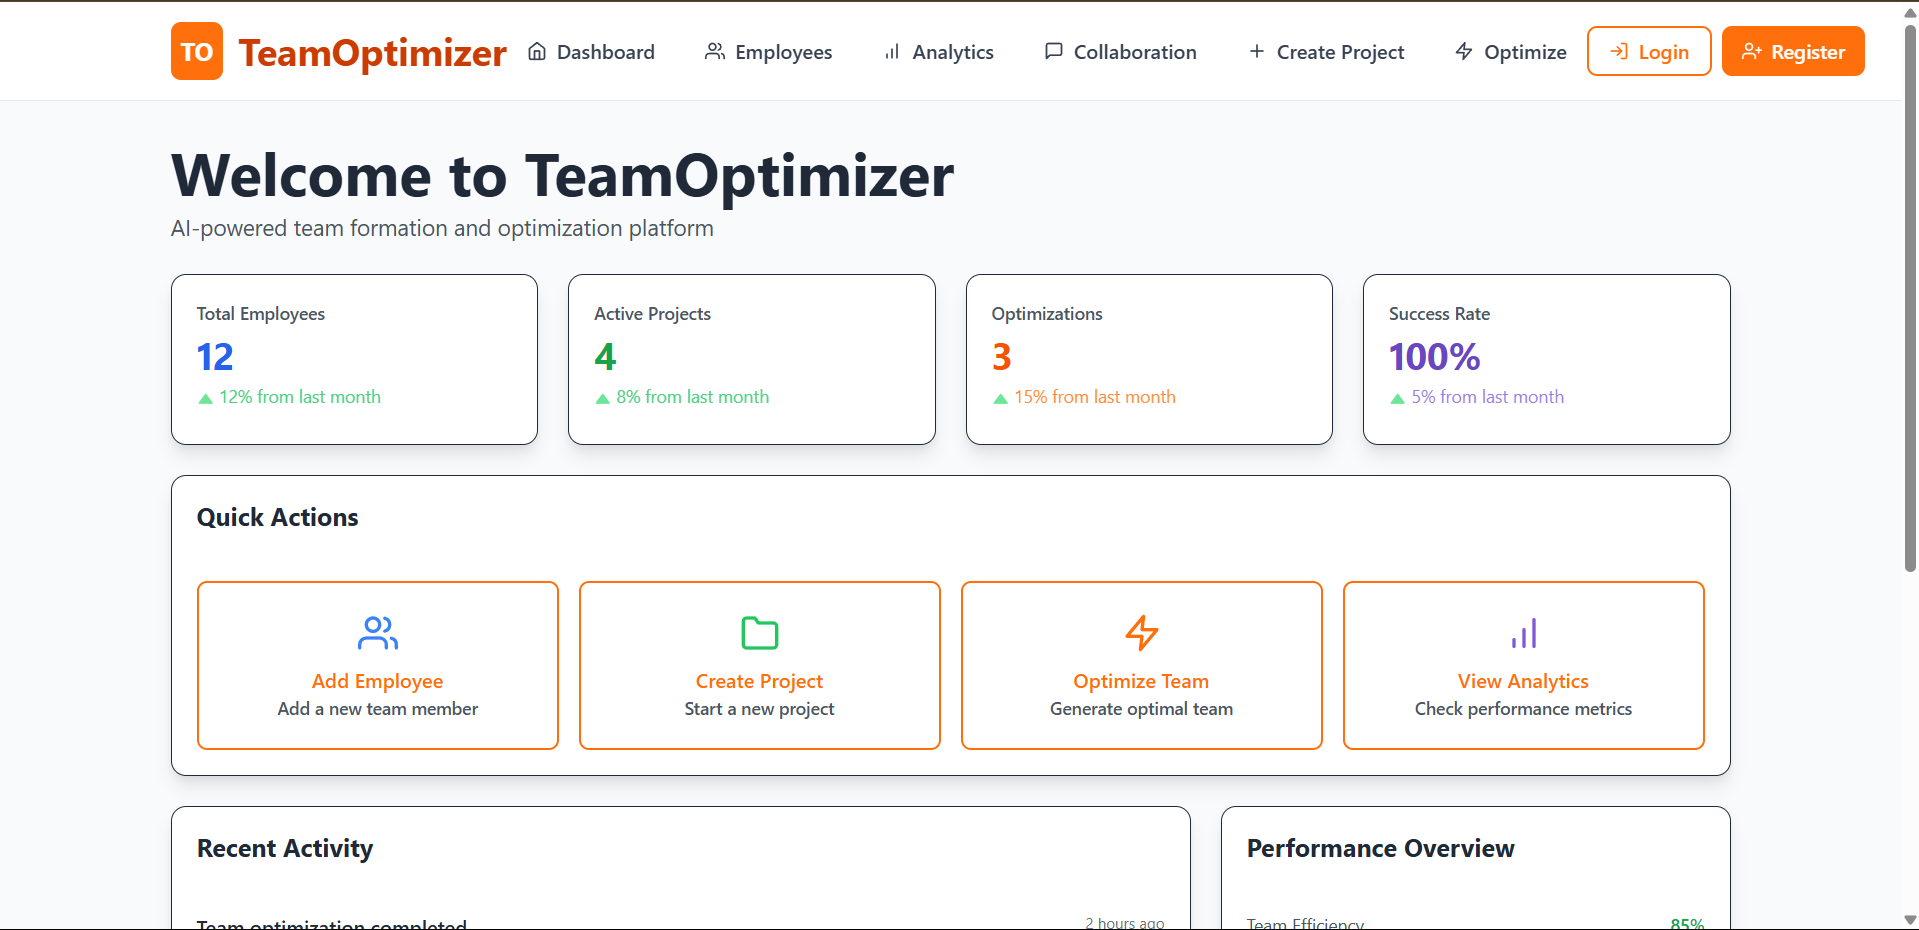 TO TeamOptimizer Dashboard Employees Analytics Collaboration Create Project Optimize Login Register
Welcome to TeamOptimizer
AI-powered team formation and optimization platform
Total Employees
12
12% from last month
Active Projects
4
8% from last month
Optimizations
3
15% from last month
Success Rate
100%
5% from last month
Quick Actions
Add Employee
Add a new team member
Create Project
Start a new project
Optimize Team
Generate optimal team
View Analytics
Check performance metrics
Recent Activity
Team optimization completed 2 hours ago
Performance Overview
Team Efficiency 85%